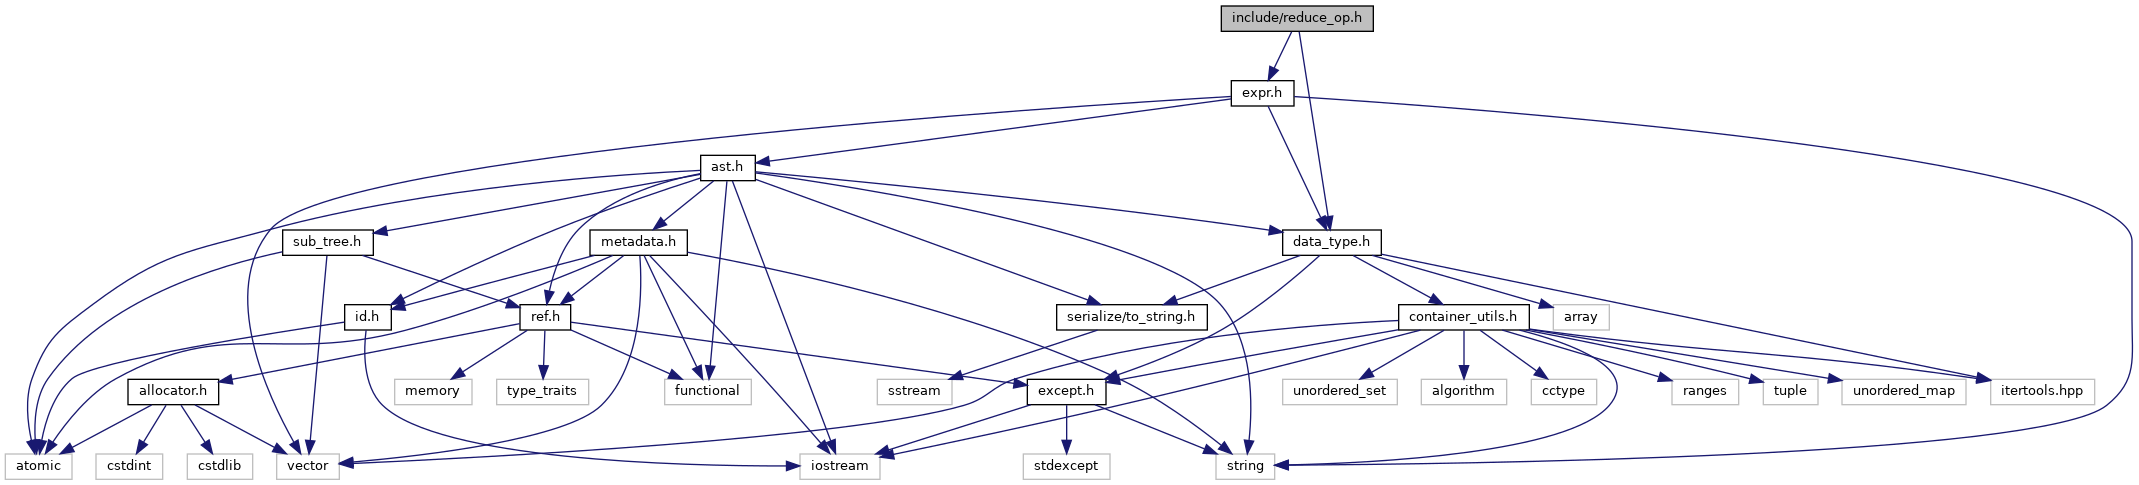 include/reduce_op.h
expr.h
ast.h
sub_tree.h
metadata.h
data_type.h
id.h
ref.h
serialize/to_string.h
container_utils.h
array
allocator.h
memory
type_traits
functional
sstream
except.h
unordered_set
algorithm
cctype
ranges
tuple
unordered_map
itertools.hpp
atomic
cstdint
cstdlib
vector
iostream
stdexcept
string